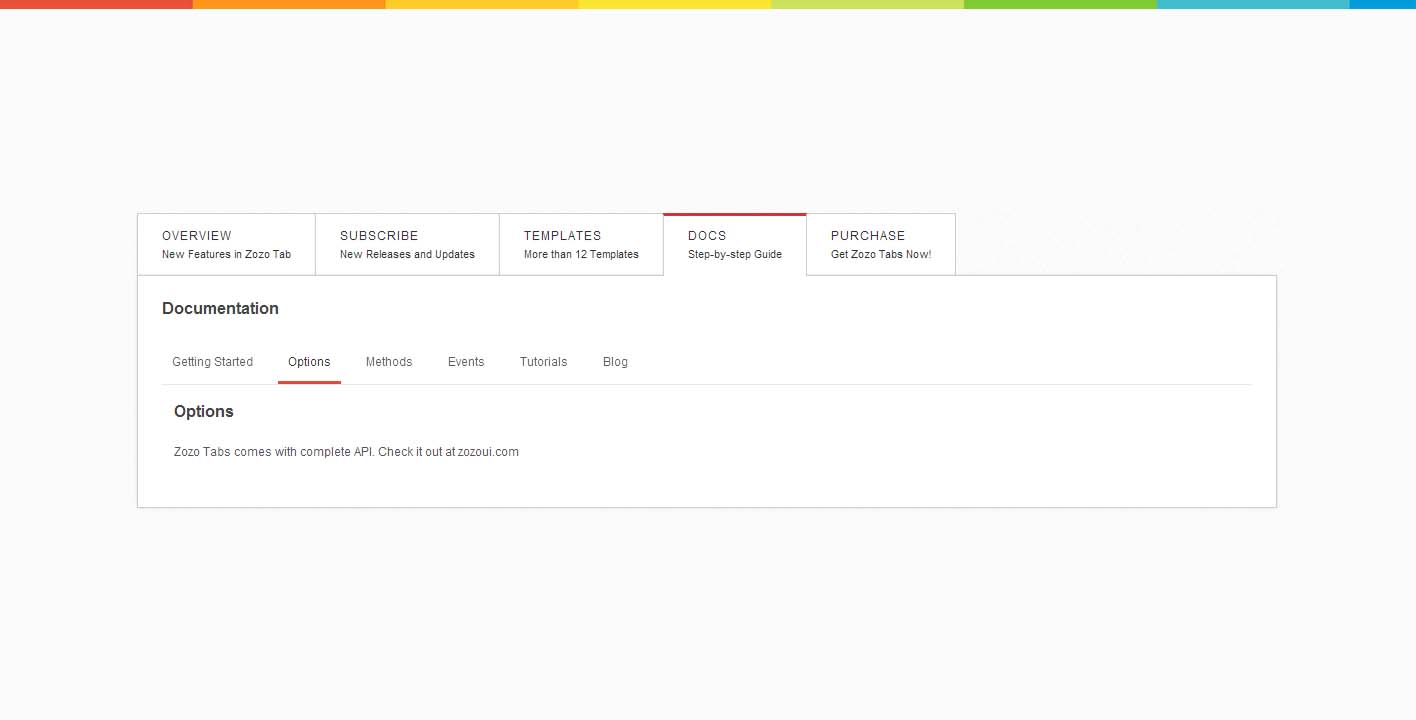 OVERVIEW
New Features in Zozo Tab
SUBSCRIBE
New Releases and Updates
TEMPLATES
More than 12 Templates
DOCS
Step-by-step Guide
PURCHASE
Get Zozo Tabs Now!
Documentation
Getting Started
Options
Methods
Events
Tutorials
Blog
Options
Zozo Tabs comes with complete API. Check it out at zozoui.com